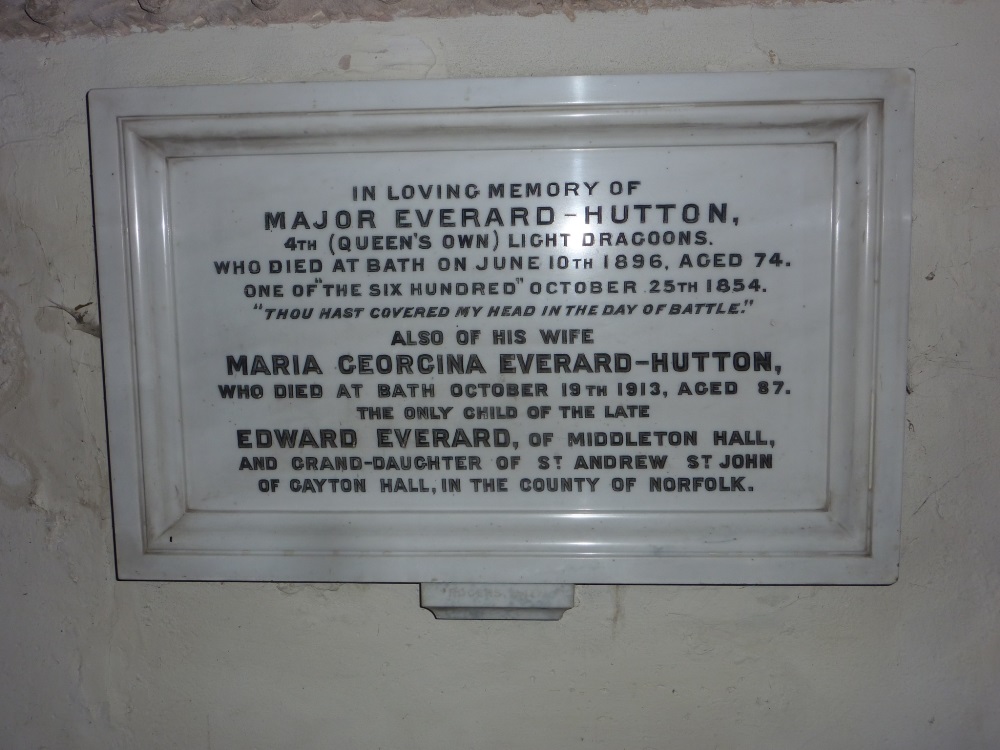 IN LOVING MEMORY OF
MAJOR EVERARD-HUTTON,
4TH (QUEEN'S OWN) LIGHT DRAGOONS.
WHO DIED AT BATH ON JUNE 10TH 1896, AGED 74.
ONE OF "THE SIX HUNDRED" OCTOBER 25TH 1854.
"THOU HAST COVERED MY HEAD IN THE DAY OF BATTLE."
ALSO OF HIS WIFE
MARIA GEORGINA EVERARD-HUTTON,
WHO DIED AT BATH OCTOBER 19TH 1913, AGED 87.
THE ONLY CHILD OF THE LATE
EDWARD EVERARD, OF MIDDLETON HALL,
AND GRAND-DAUGHTER OF ST ANDREW ST JOHN
OF GAYTON HALL, IN THE COUNTY OF NORFOLK.